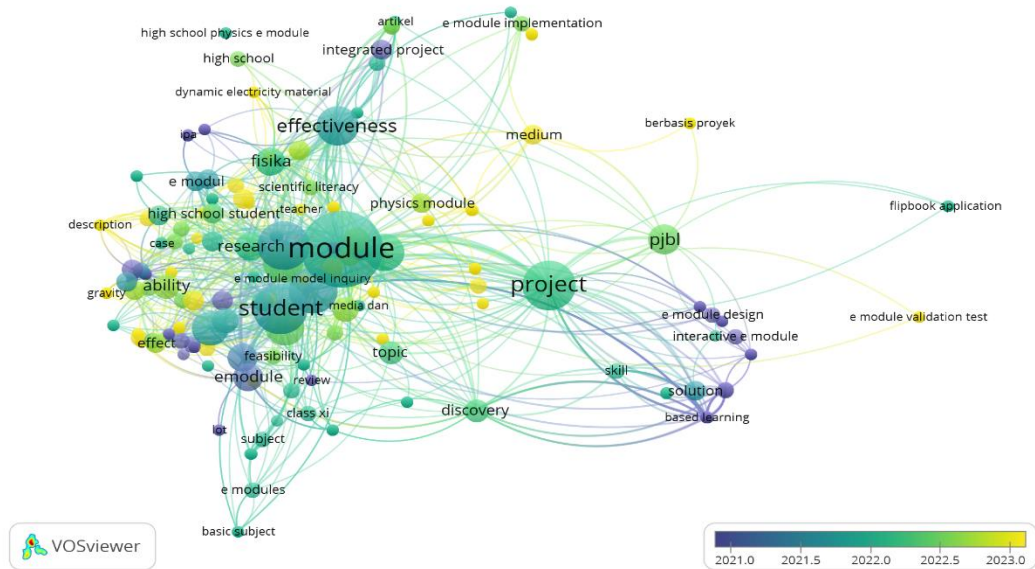 artikel
e module implementation
high school physics e module
integrated project
high school
dynamic electricity material
effectiveness
berbasis proyek
ipa
medium
fisika
e modul
scientific literacy
physics module
flipbook application
high school student
teacher
description
pjbl
case
research
module
e module model inquiry
project
gravity
ability
student
media dan
e module design
e module validation test
interactive e module
effect
feasibility
topic
emodule
review
skill
solution
class xi
discovery
based learning
lot
subject
e modules
basic subject
VOSviewer
2021.0 2021.5 2022.0 2022.5 2023.0